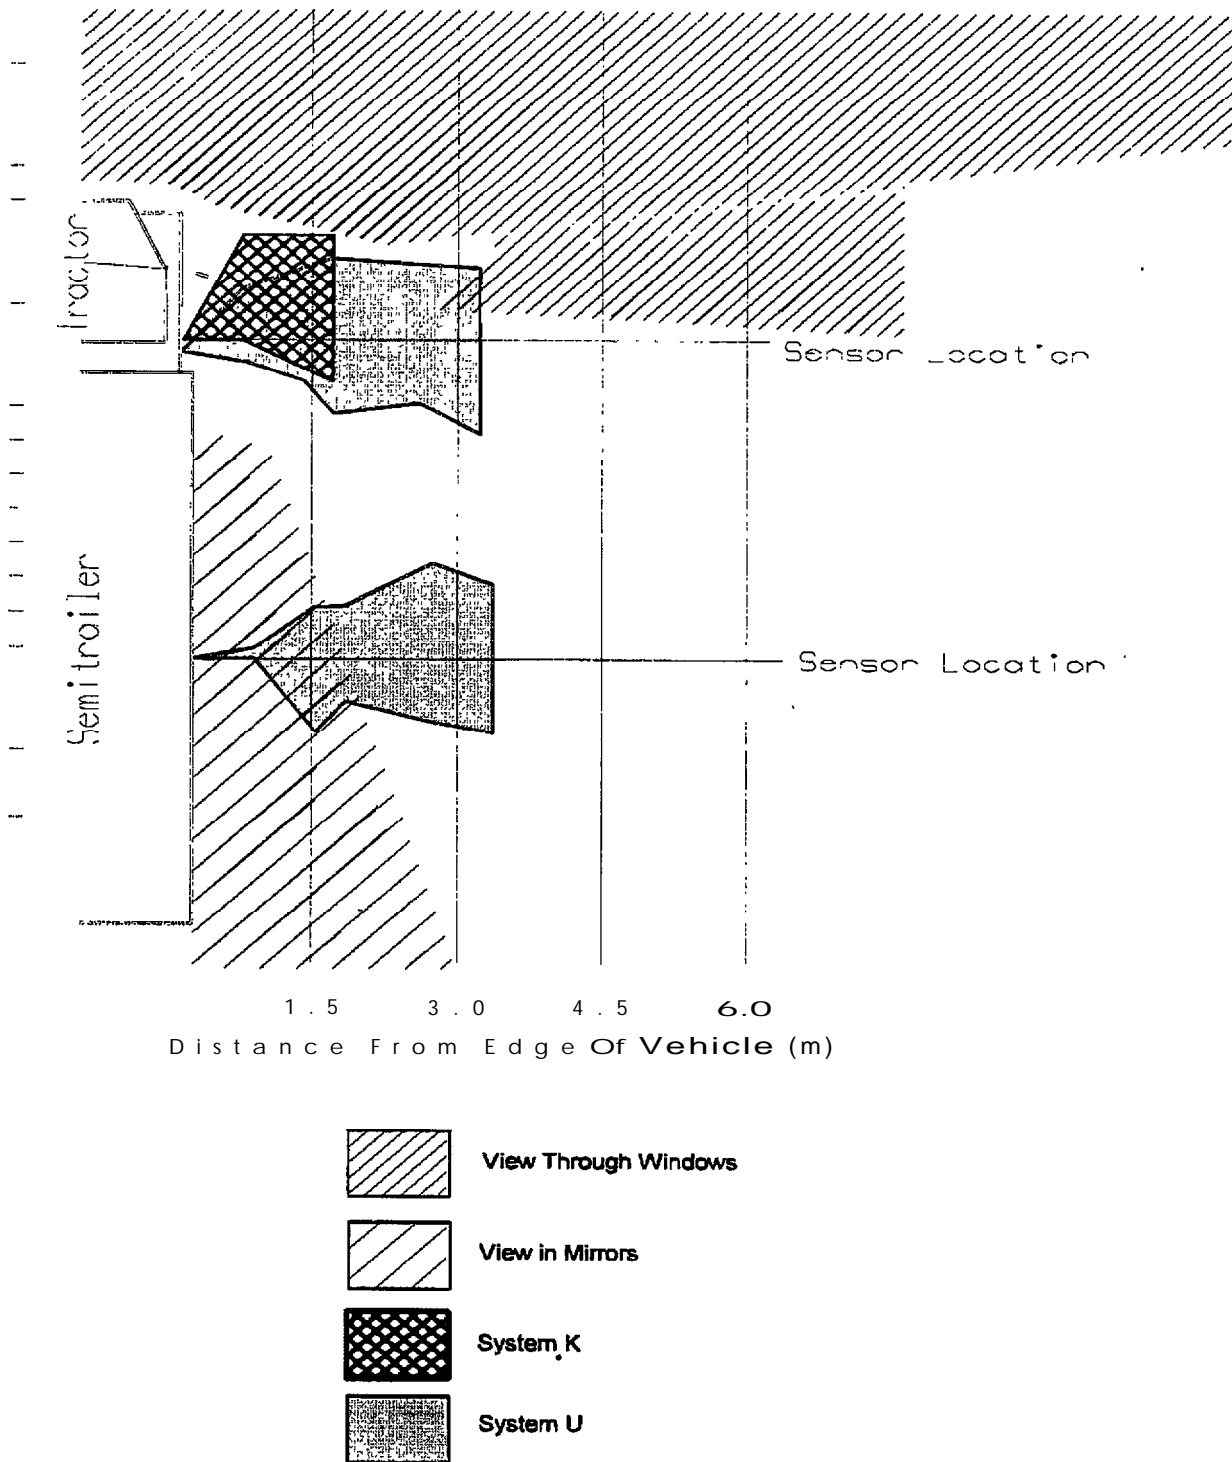 Tractor
Sensor Location
Semitrailer
Sensor Location
1.5 3.0 4.5 6.0
Distance From Edge Of Vehicle (m)
View Through Windows
View in Mirrors
System K
System U